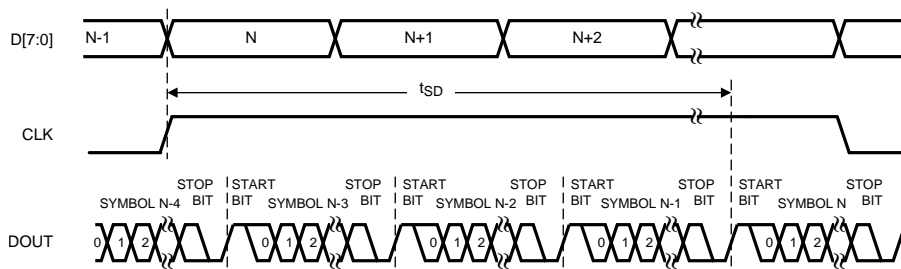 D[7:0] N-1 N N+1 N+2
tSD
CLK
STOP START STOP START STOP START STOP START STOP
BIT BIT BIT BIT BIT BIT BIT BIT BIT
SYMBOL N-4 SYMBOL N-3 SYMBOL N-2 SYMBOL N-1 SYMBOL N
DOUT 0 1 2 0 1 2 0 1 2 0 1 2 0 1 2